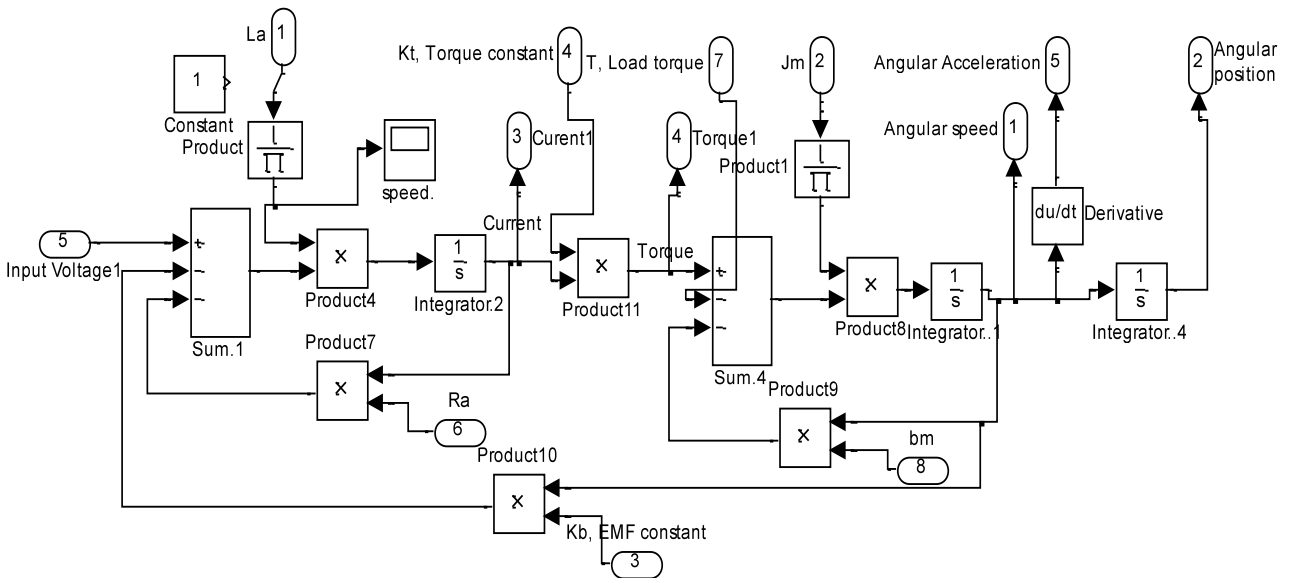 La
1
Kt, Torque constant
4
T, Load torque
7
Jm
2
Angular Acceleration
5
2
Angular
position
1
Constant
Product
speed.
3
Curent1
4
Torque1
Product1
Angular speed
1
du/dt
Derivative
5
Input Voltage1
+
-
-
Sum.1
x
Product4
Current
1
s
Integrator.2
x
Product11
Torque
+
-
-
Sum.4
x
Product8
1
s
Integrator..1
1
s
Integrator..4
Product7
x
Ra
6
Product9
x
bm
8
Product10
x
Kb, EMF constant
3